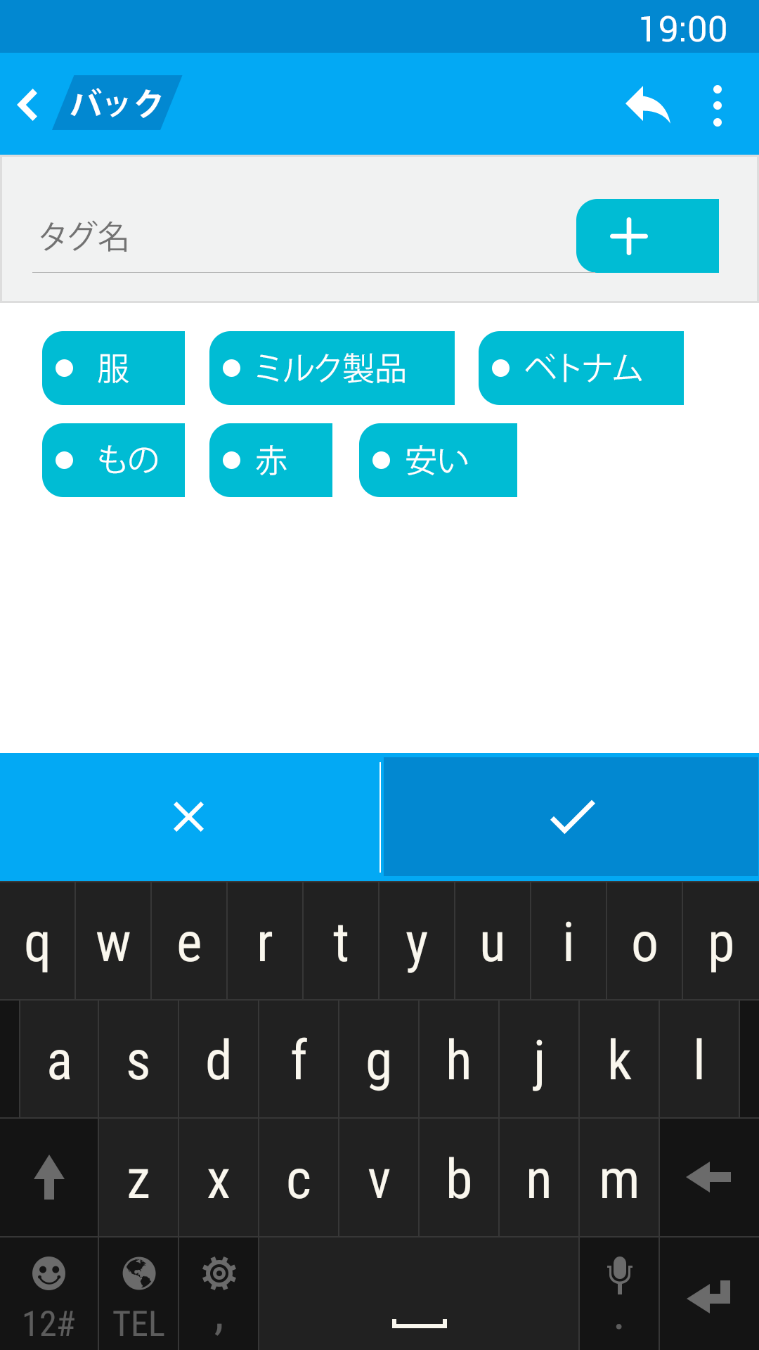 19:00
バック
タグ名
服 ミルク製品 ベトナム
もの 赤 安い
q w e r t y u i o p
a s d f g h j k l
z x c v b n m
12# TEL , .